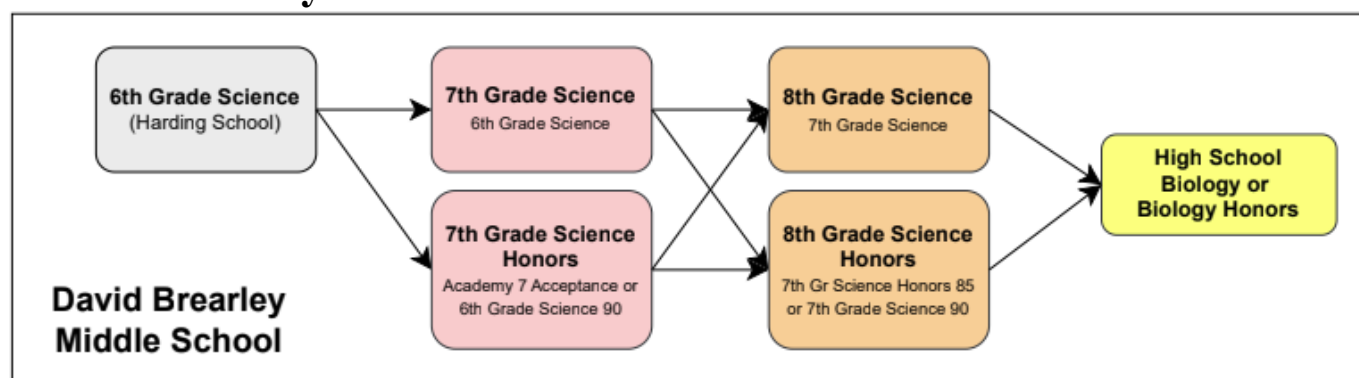 6th Grade Science
(Harding School)
7th Grade Science
6th Grade Science
8th Grade Science
7th Grade Science
High School
Biology or
Biology Honors
7th Grade Science
Honors
Academy 7 Acceptance or
6th Grade Science 90
8th Grade Science
Honors
7th Gr Science Honors 85
or 7th Grade Science 90
David Brearley
Middle School